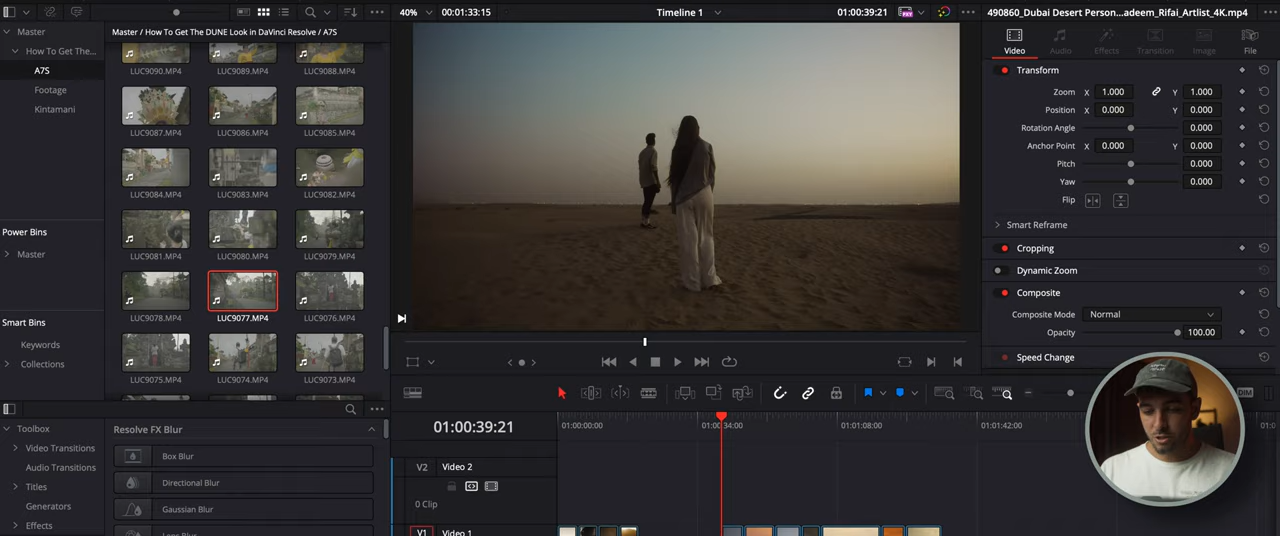 40%
00:01:33:15
Timeline 1
01:00:39:21
490860_Dubai Desert Person...adeem_Rifai_Artlist_4K.mp4
Master
How To Get The...
A7S
Footage
Kintamani
Power Bins
Master
Smart Bins
Keywords
Collections
Master / How To Get The DUNE Look in DaVinci Resolve / A7S
LUC9090.MP4
LUC9089.MP4
LUC9088.MP4
LUC9087.MP4
LUC9086.MP4
LUC9085.MP4
LUC9084.MP4
LUC9083.MP4
LUC9082.MP4
LUC9081.MP4
LUC9080.MP4
LUC9079.MP4
LUC9078.MP4
LUC9077.MP4
LUC9076.MP4
LUC9075.MP4
LUC9074.MP4
LUC9073.MP4
Video
Audio
Effects
Transition
Image
File
Transform
Zoom X 1.000 Y 1.000
Position X 0.000 Y 0.000
Rotation Angle 0.000
Anchor Point X 0.000 Y 0.000
Pitch 0.000
Yaw 0.000
Flip
Smart Reframe
Cropping
Dynamic Zoom
Composite
Composite Mode Normal
Opacity 100.00
Speed Change
DIM
Toolbox
Video Transitions
Audio Transitions
Titles
Generators
Effects
Resolve FX Blur
Box Blur
Directional Blur
Gaussian Blur
01:00:39:21
01:00:00:00
01:00:34:00
01:01:08:00
01:01:42:00
V2 Video 2
0 Clip
V1 Video 1